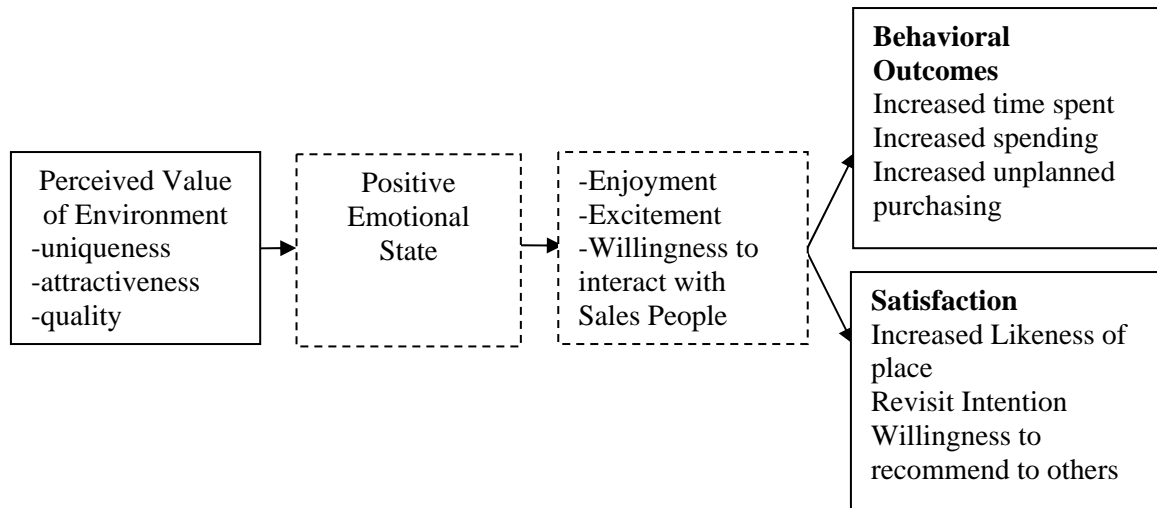 Perceived Value
of Environment
-uniqueness
-attractiveness
-quality
Positive
Emotional
State
-Enjoyment
-Excitement
-Willingness to
interact with
Sales People
Behavioral
Outcomes
Increased time spent
Increased spending
Increased unplanned
purchasing
Satisfaction
Increased Likeness of
place
Revisit Intention
Willingness to
recommend to others